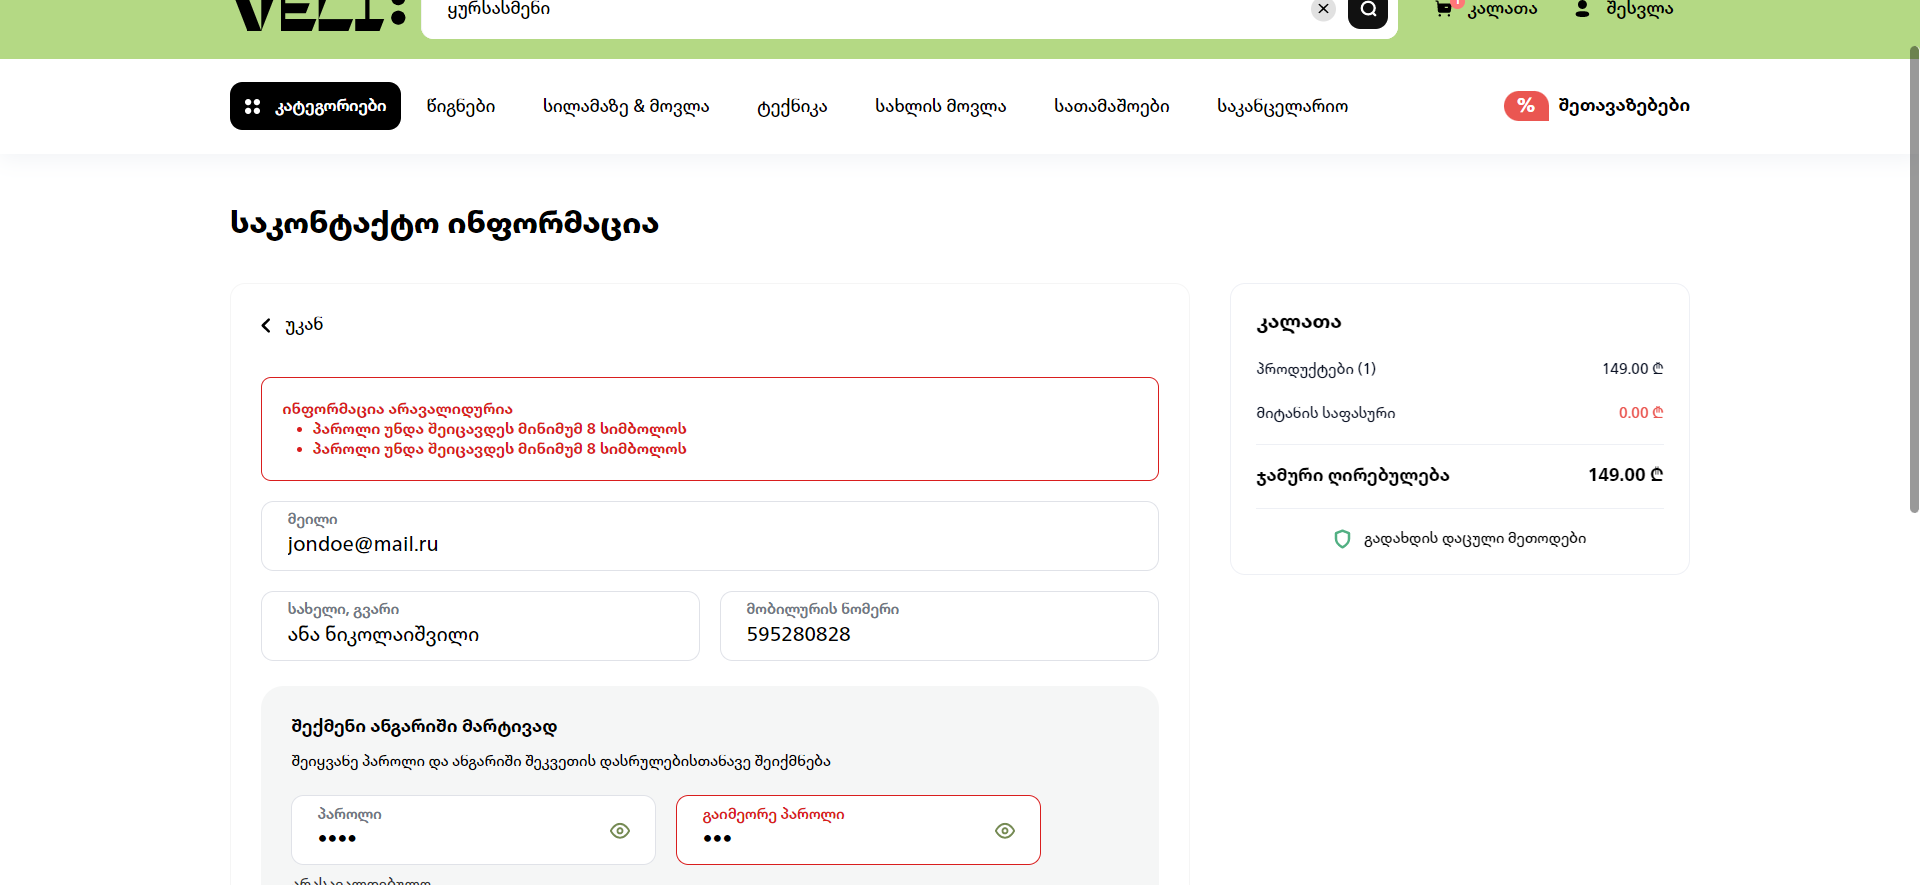 VELI:
ყურსასმენი
1
კალათა
შესვლა
კატეგორიები
წიგნები
სილამაზე & მოვლა
ტექნიკა
სახლის მოვლა
სათამაშოები
საკანცელარიო
%
შეთავაზებები
საკონტაქტო ინფორმაცია
უკან
ინფორმაცია არავალიდურია
• პაროლი უნდა შეიცავდეს მინიმუმ 8 სიმბოლოს
• პაროლი უნდა შეიცავდეს მინიმუმ 8 სიმბოლოს
მეილი
jondoe@mail.ru
სახელი, გვარი
ანა ნიკოლაიშვილი
მობილურის ნომერი
595280828
შექმენი ანგარიში მარტივად
შეიყვანე პაროლი და ანგარიში შეკვეთის დასრულებისთანავე შეიქმნება
პაროლი
••••
გაიმეორე პაროლი
•••
არასავალდებულო
კალათა
პროდუქტები (1)
149.00 ₾
მიტანის საფასური
0.00 ₾
ჯამური ღირებულება
149.00 ₾
გადახდის დაცული მეთოდები